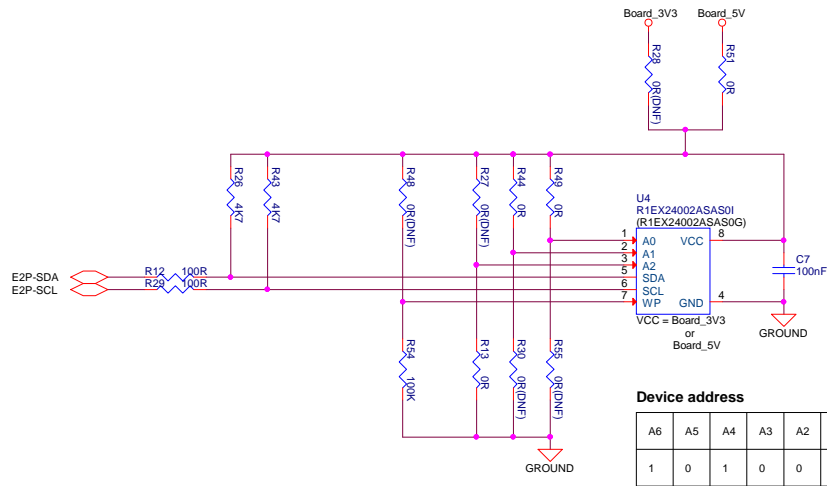 Board_3V3 Board_5V
R28 0R(DNF)
R51 0R
R26 4K7
R43 4K7
R48 0R(DNF)
R27 0R(DNF)
R44 0R
R49 0R
U4
R1EX24002ASAS0I
(R1EX24002ASAS0G)
1 A0 VCC 8
2 A1
3 A2
5 SDA
6 SCL
7 WP GND 4
VCC = Board_3V3
or
Board_5V
C7
100nF
GROUND
E2P-SDA R12 100R
E2P-SCL R29 100R
R54 100K
R13 0R
R30 0R(DNF)
R55 0R(DNF)
GROUND
Device address
A6 A5 A4 A3 A2
1 0 1 0 0